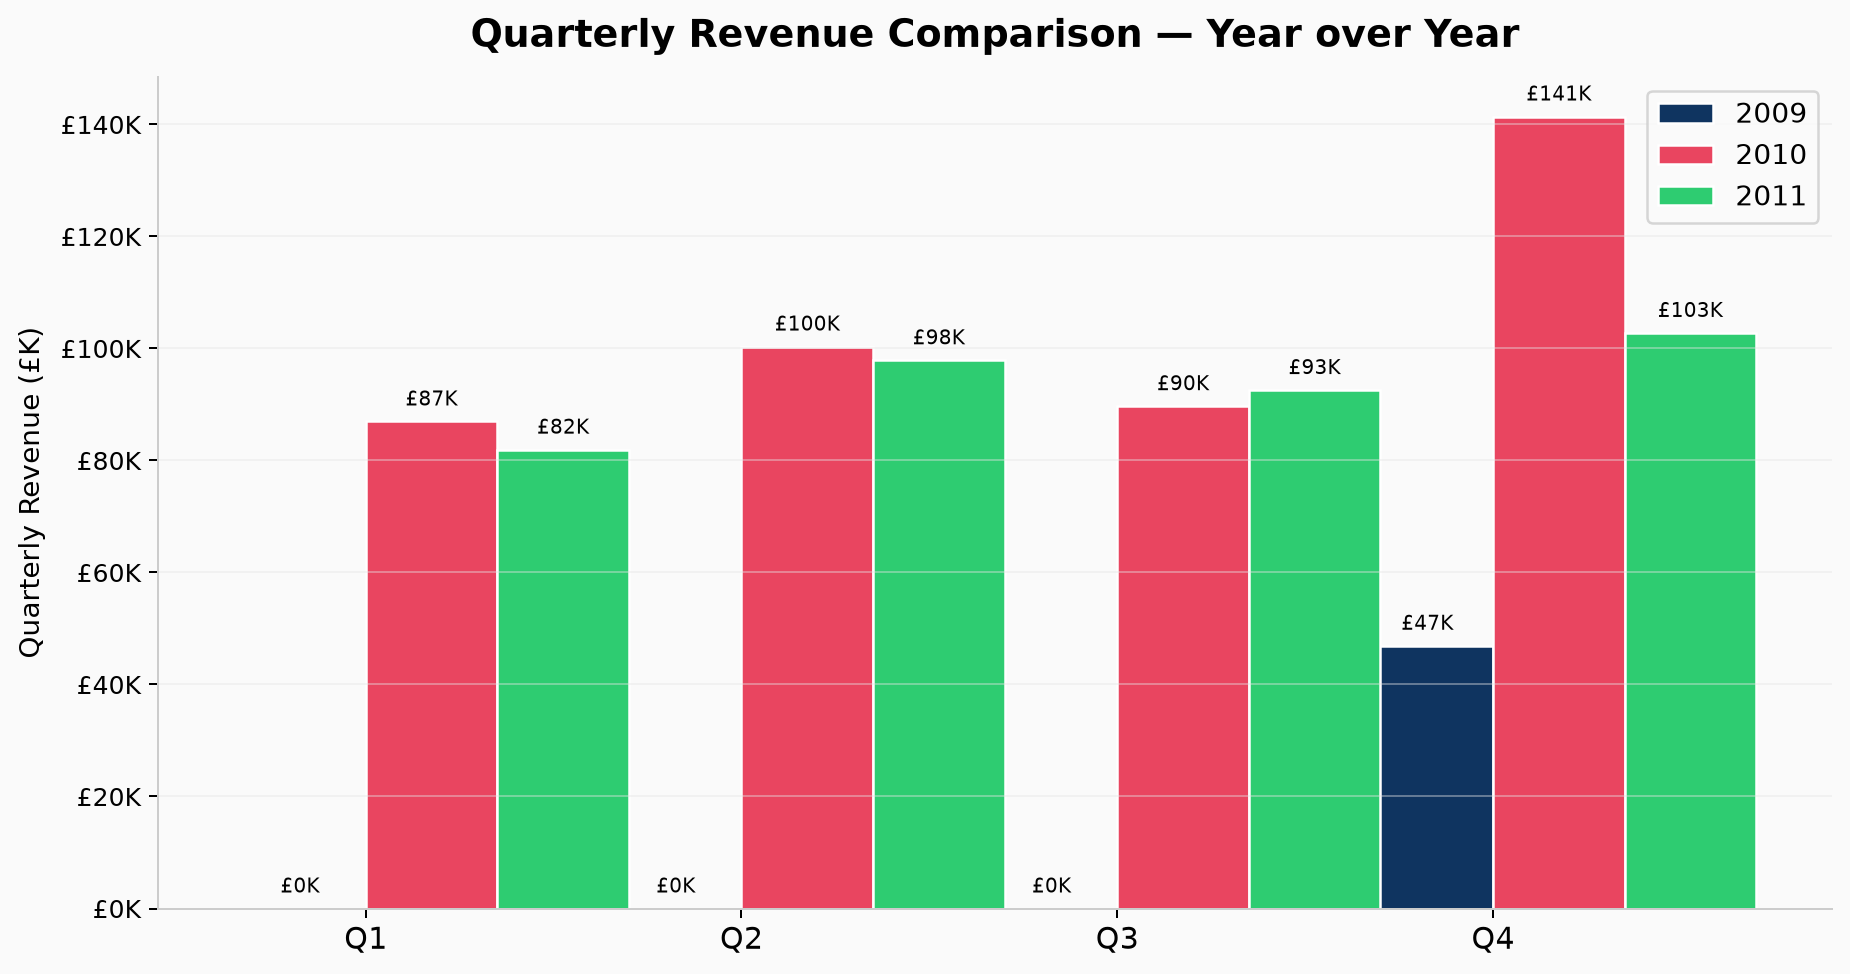 Quarterly Revenue Comparison — Year over Year
Quarterly Revenue (£K)
£140K
£120K
£100K
£80K
£60K
£40K
£20K
£0K
£0K
£87K
£82K
£0K
£100K
£98K
£0K
£90K
£93K
£47K
£141K
£103K
Q1
Q2
Q3
Q4
2009
2010
2011